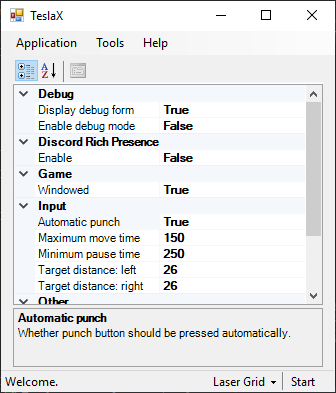 TeslaX
Application Tools Help
Debug
Display debug form True
Enable debug mode False
Discord Rich Presence
Enable False
Game
Windowed True
Input
Automatic punch True
Maximum move time 150
Minimum pause time 250
Target distance: left 26
Target distance: right 26
Other
Automatic punch
Whether punch button should be pressed automatically.
Welcome. Laser Grid Start